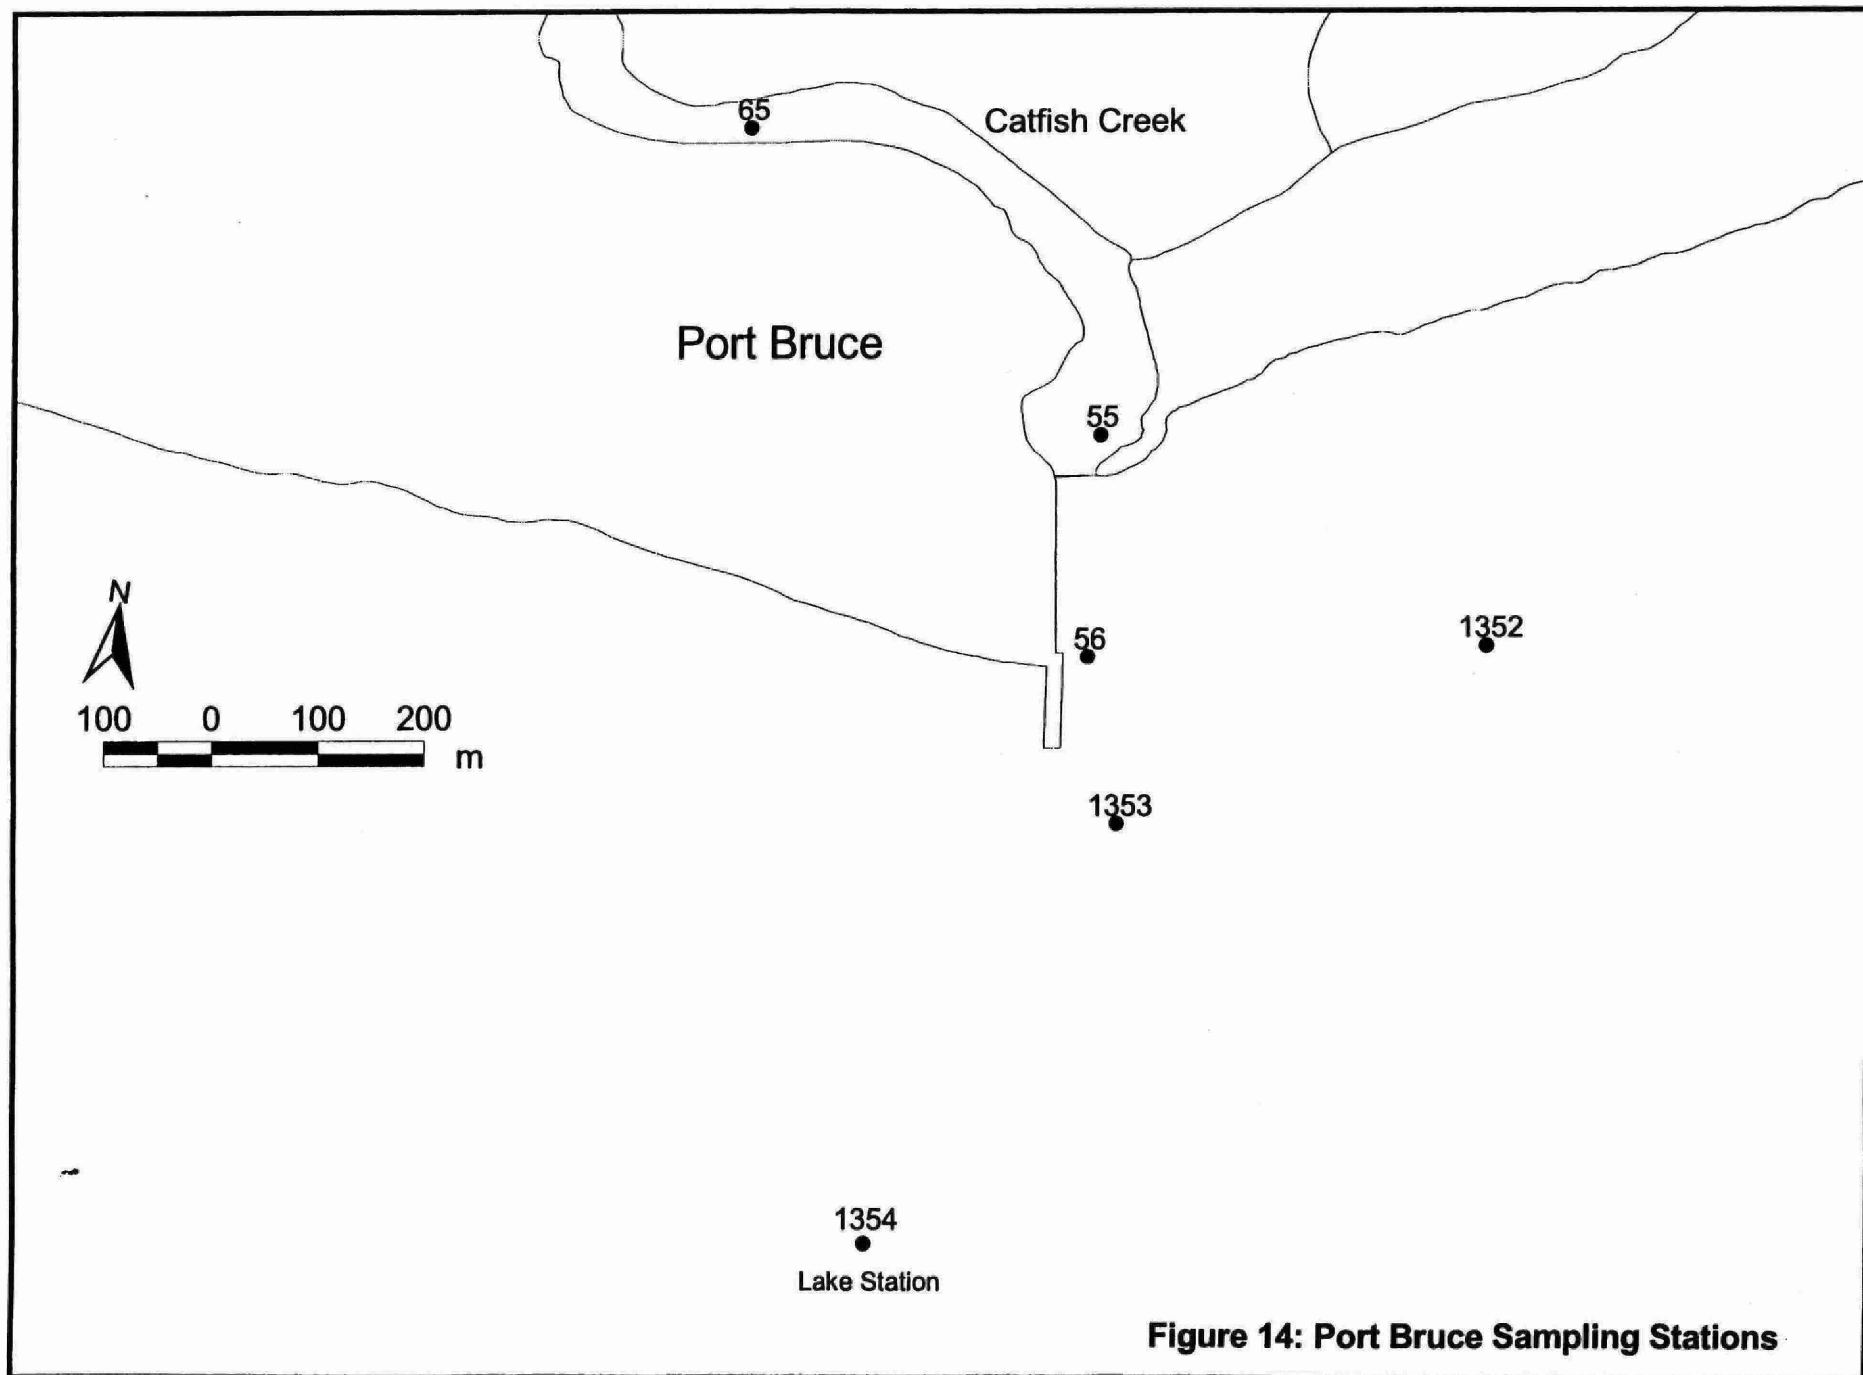 65
Catfish Creek
Port Bruce
55
N
56
1352
100 0 100 200
m
1353
1354
Lake Station
Figure 14: Port Bruce Sampling Stations